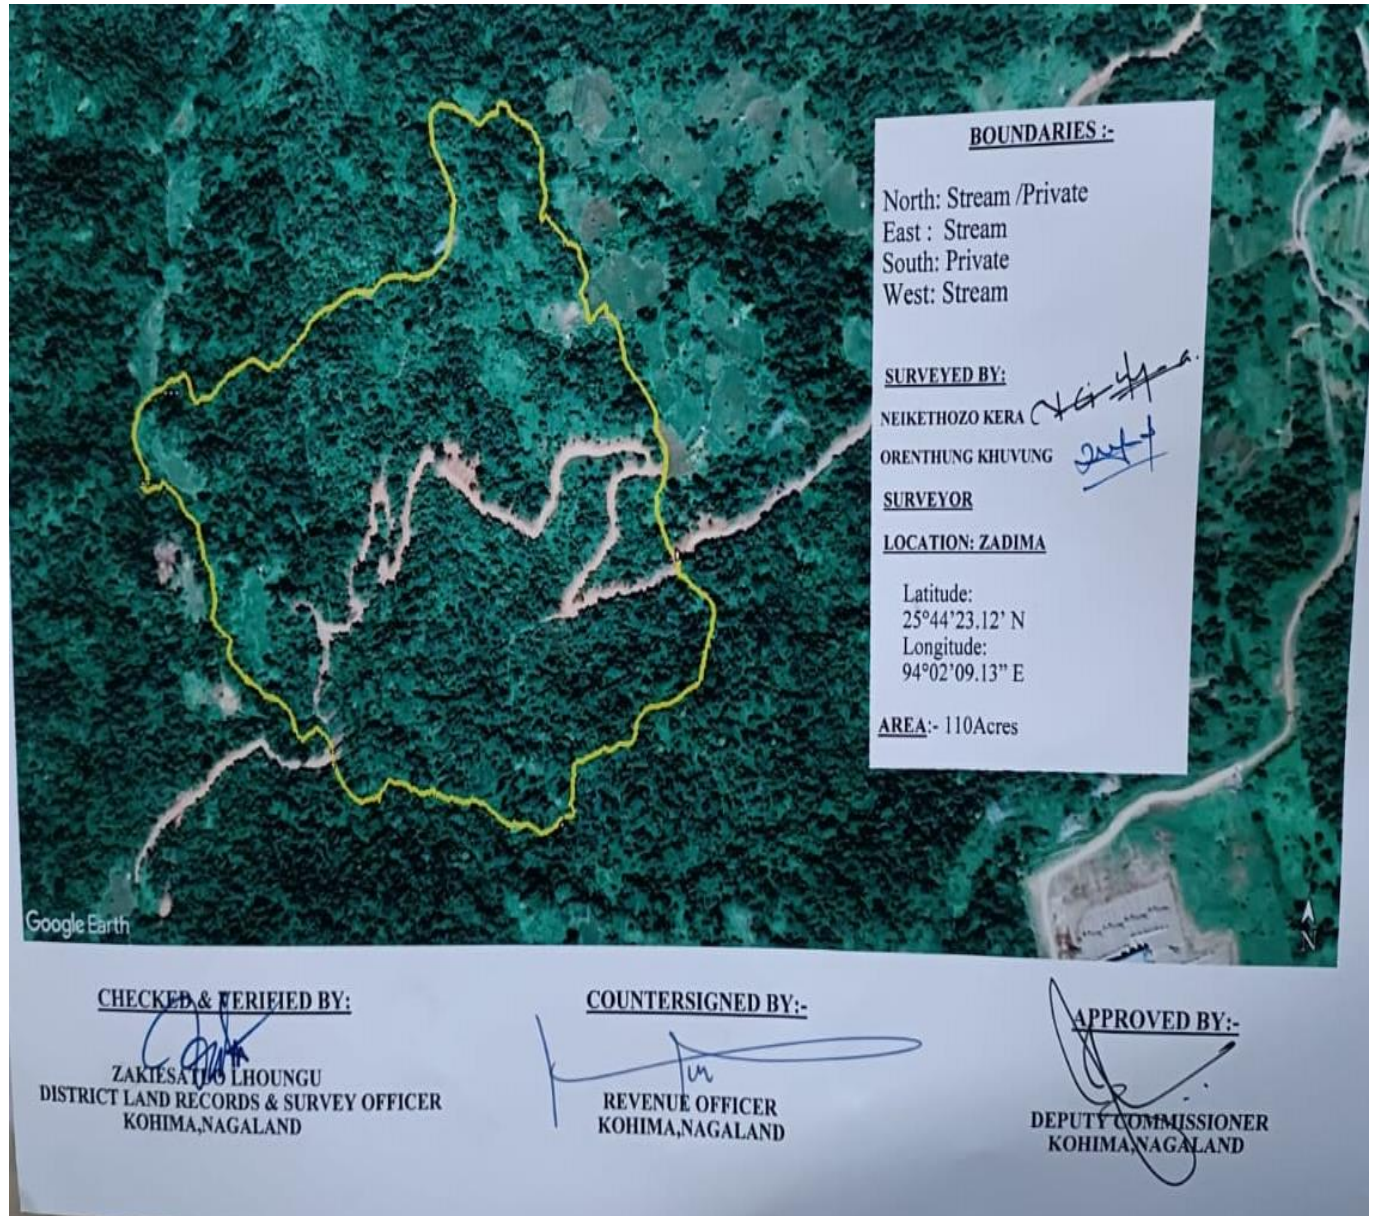 BOUNDARIES :-
North: Stream /Private
East : Stream
South: Private
West: Stream
SURVEYED BY:
NEIKETHOZO KERA
ORENTHUNG KHUVUNG
SURVEYOR
LOCATION: ZADIMA
Latitude:
25°44’23.12’ N
Longitude:
94°02’09.13” E
AREA:- 110Acres
Google Earth
N
CHECKED & VERIFIED BY:
LHOUNGU
DISTRICT LAND RECORDS & SURVEY OFFICER
KOHIMA,NAGALAND
COUNTERSIGNED BY:-
REVENUE OFFICER
KOHIMA,NAGALAND
APPROVED BY:-
DEPUTY COMMISSIONER
KOHIMA,NAGALAND